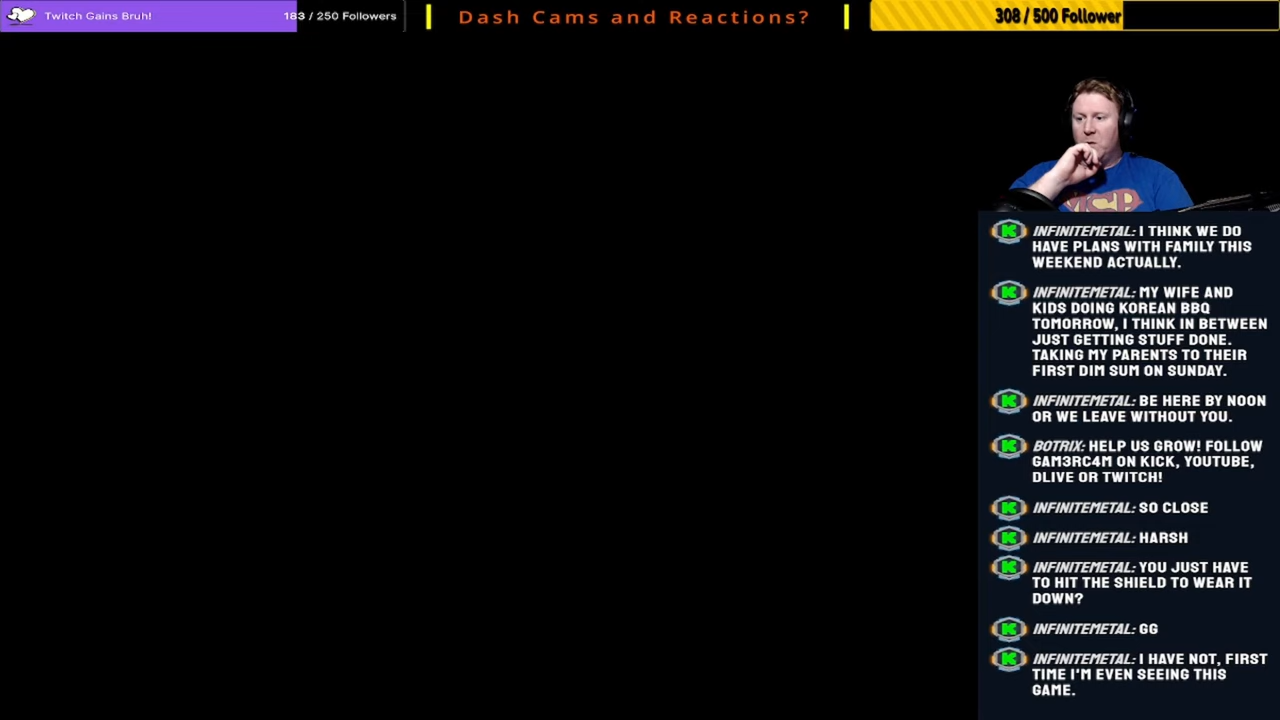 Twitch Gains Bruh!
183 / 250 Followers
Dash Cams and Reactions?
308 / 500 Follower
INFINITEMETAL: I THINK WE DO
HAVE PLANS WITH FAMILY THIS
WEEKEND ACTUALLY.
INFINITEMETAL: MY WIFE AND
KIDS DOING KOREAN BBQ
TOMORROW, I THINK IN BETWEEN
JUST GETTING STUFF DONE.
TAKING MY PARENTS TO THEIR
FIRST DIM SUM ON SUNDAY.
INFINITEMETAL: BE HERE BY NOON
OR WE LEAVE WITHOUT YOU.
BOTRIX: HELP US GROW! FOLLOW
GAM3RC4M ON KICK, YOUTUBE,
DLIVE OR TWITCH!
INFINITEMETAL: SO CLOSE
INFINITEMETAL: HARSH
INFINITEMETAL: YOU JUST HAVE
TO HIT THE SHIELD TO WEAR IT
DOWN?
INFINITEMETAL: GG
INFINITEMETAL: I HAVE NOT, FIRST
TIME I'M EVEN SEEING THIS
GAME.